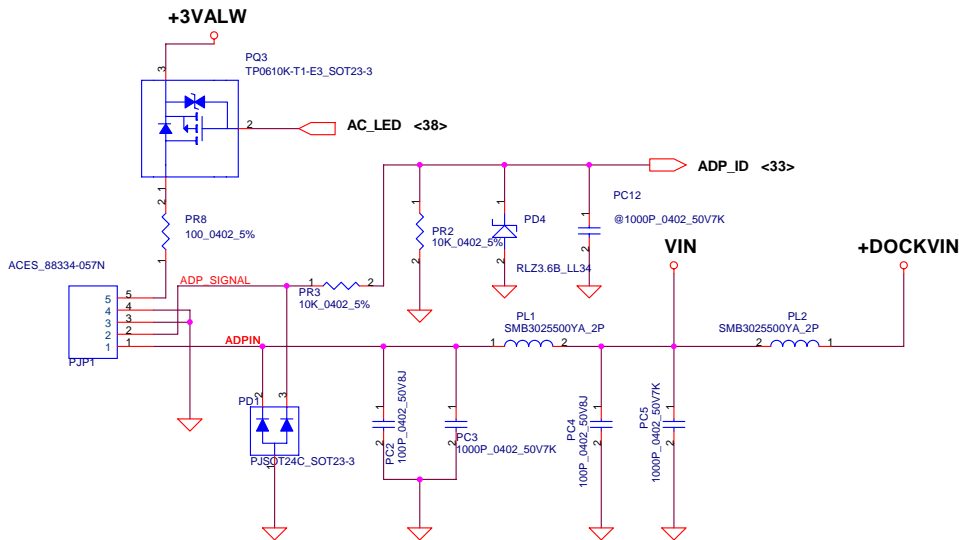 +3VALW
PQ3
TP0610K-T1-E3_SOT23-3
3
2
AC_LED <38>
1
2
PR8
100_0402_5%
1
ADP_ID <33>
PC12
@1000P_0402_50V7K
1
2
1
2
PR2
10K_0402_5%
1
2
PD4
RLZ3.6B_LL34
VIN
+DOCKVIN
ACES_88334-057N
ADP_SIGNAL
1
2
PR3
10K_0402_5%
5
4
3
2
1
5
4
3
2
1
PJP1
ADPIN
PL1
SMB3025500YA_2P
1
2
PL2
SMB3025500YA_2P
2
1
PD1
2
3
1
PJSOT24C_SOT23-3
1
2
PC2
100P_0402_50V8J
1
2
PC3
1000P_0402_50V7K
PC4
100P_0402_50V8J
1
2
PC5
1000P_0402_50V7K
1
2